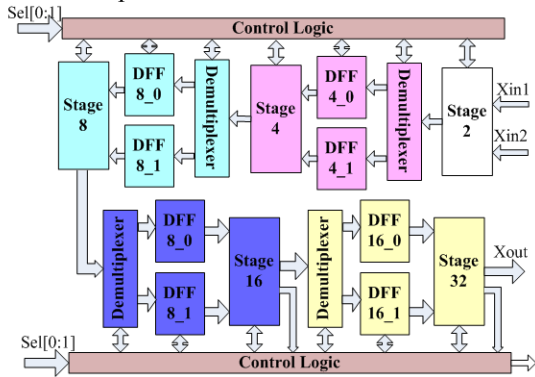 Sel[0:1]
Control Logic
Stage
8
DFF
8_0
DFF
8_1
Demultiplexer
Stage
4
DFF
4_0
DFF
4_1
Demultiplexer
Stage
2
Xin1
Xin2
Demultiplexer
DFF
8_0
DFF
8_1
Stage
16
Demultiplexer
DFF
16_0
DFF
16_1
Stage
32
Xout
Sel[0:1]
Control Logic